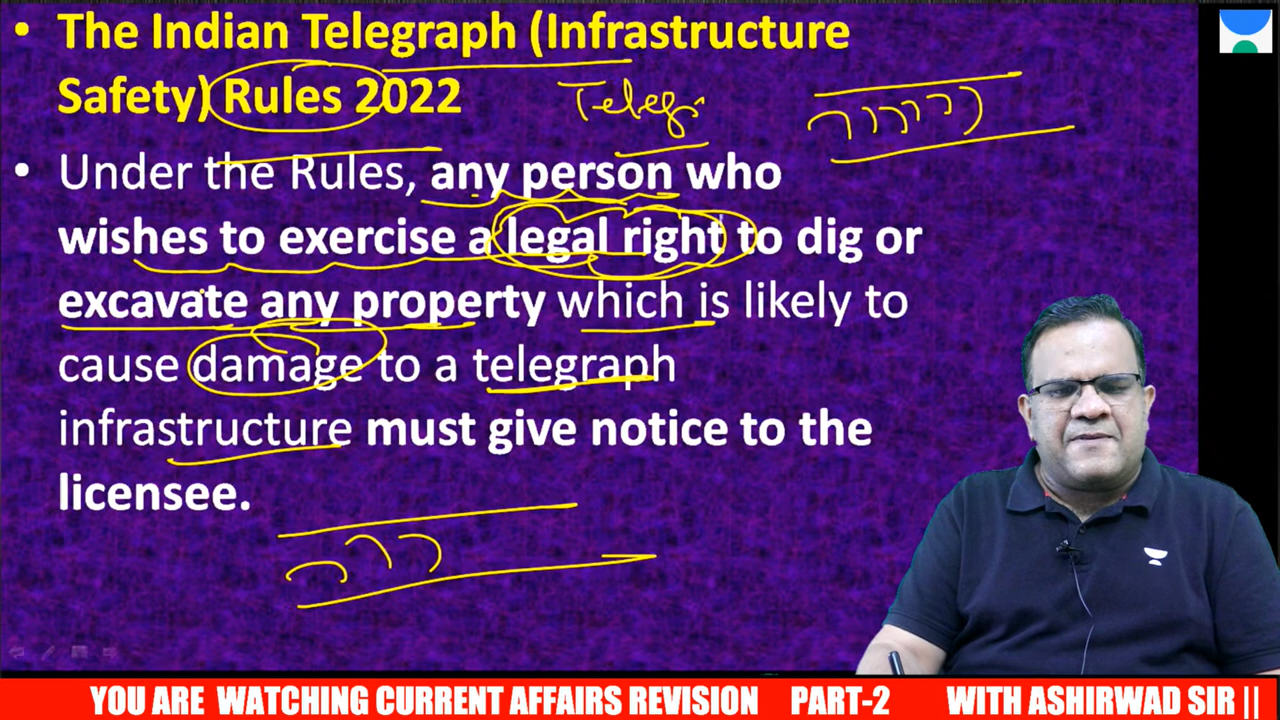 • The Indian Telegraph (Infrastructure
Safety) Rules 2022
Teleg
• Under the Rules, any person who
wishes to exercise a legal right to dig or
excavate any property which is likely to
cause damage to a telegraph
infrastructure must give notice to the
licensee.
YOU ARE WATCHING CURRENT AFFAIRS REVISION PART-2 WITH ASHIRWAD SIR ||